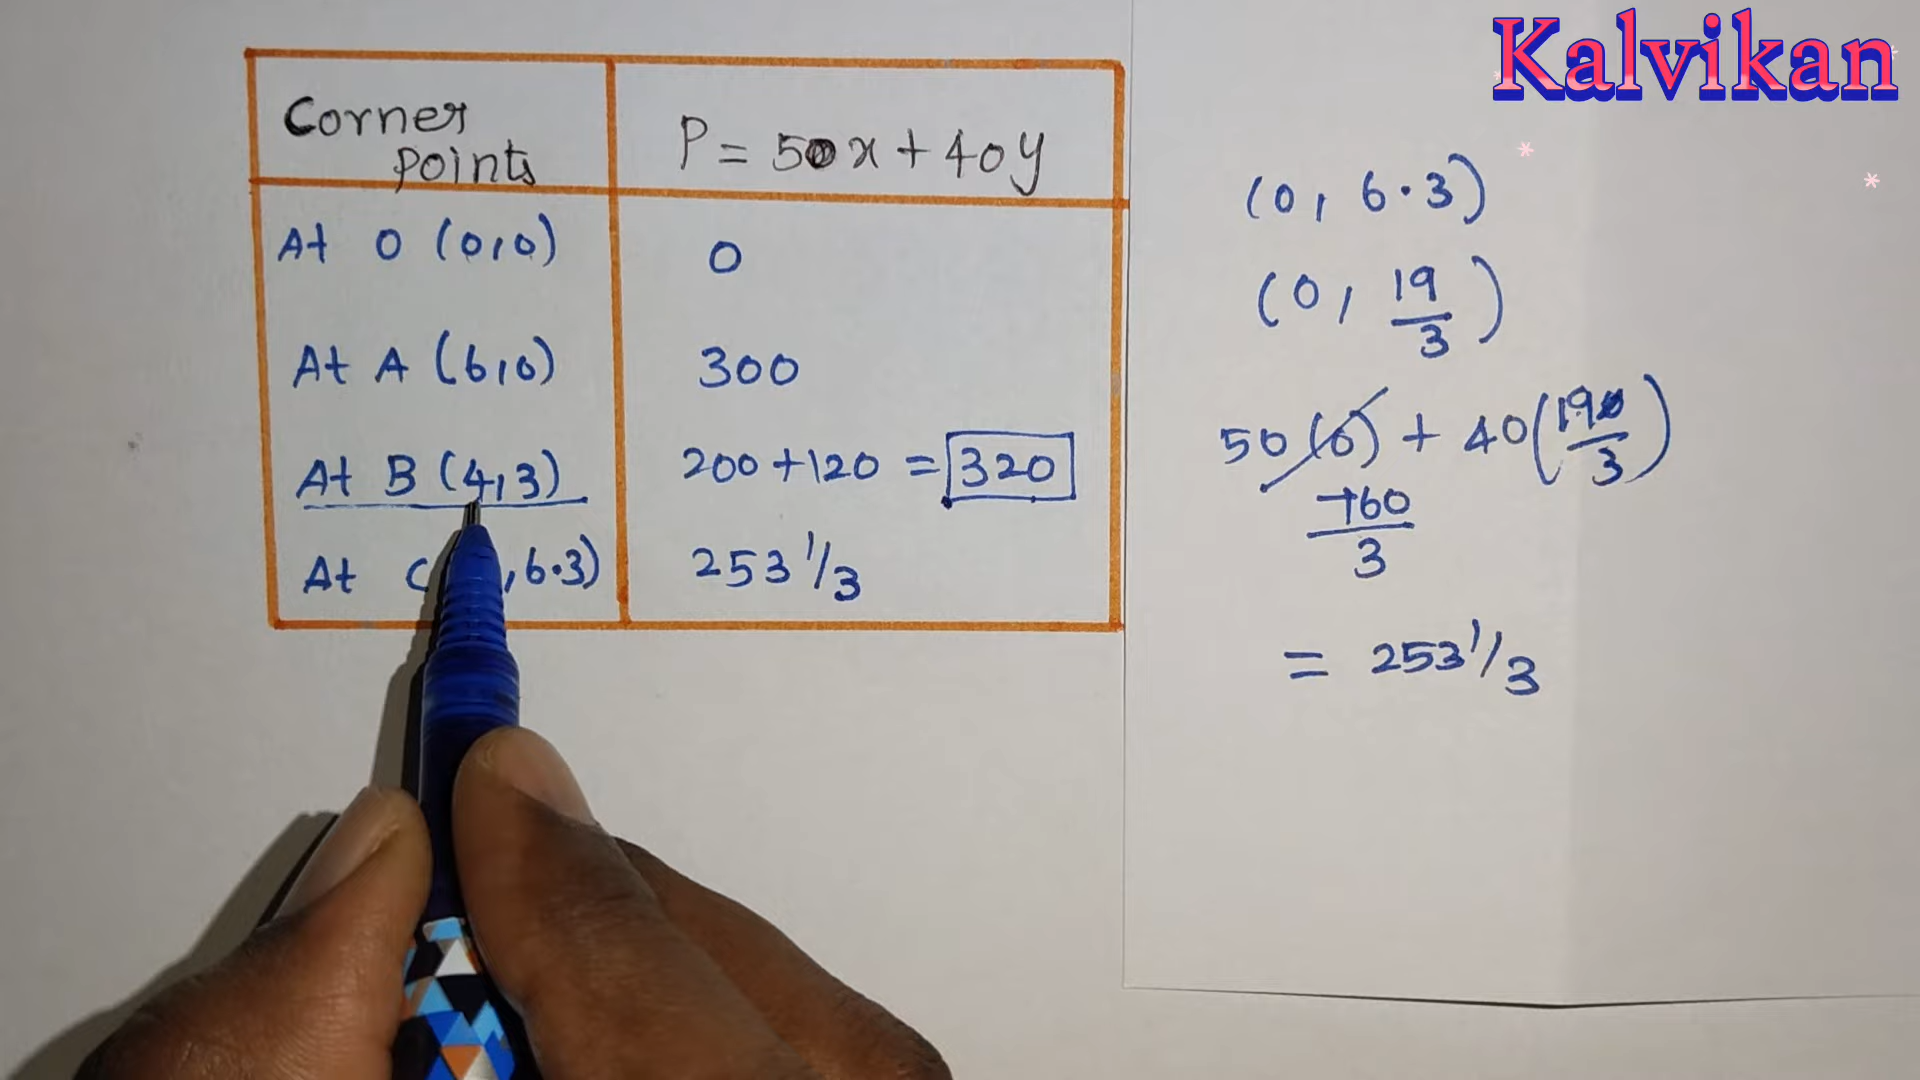 Kalvikan
Corner points
P = 50x + 40y
At O (0,0)
0
At A (6,0)
300
At B (4,3)
200 + 120 = 320
At C , 6.3)
253 1/3
(0, 6.3)
(0, 19/3)
50 (0) + 40 (190/3)
760/3
= 253 1/3